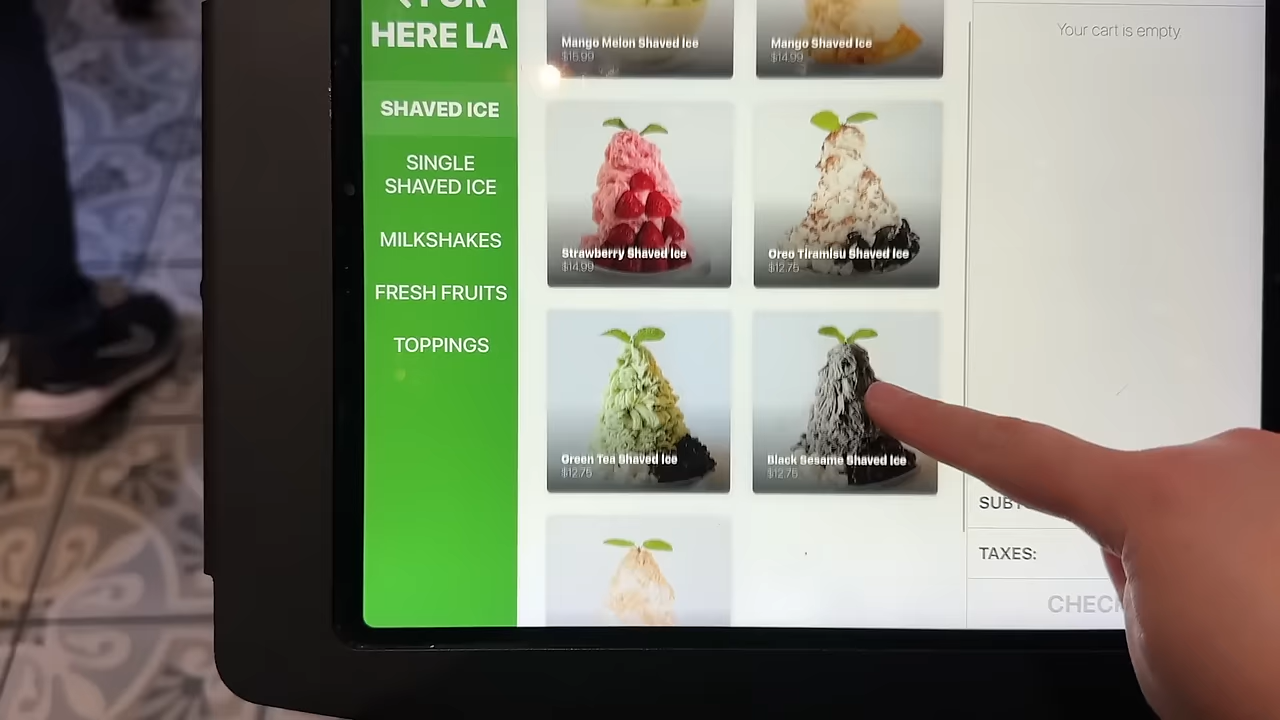 HERE LA
SHAVED ICE
SINGLE
SHAVED ICE
MILKSHAKES
FRESH FRUITS
TOPPINGS
Mango Melon Shaved Ice
$16.99
Mango Shaved Ice
$14.99
Strawberry Shaved Ice
$14.99
Oreo Tiramisu Shaved Ice
$12.75
Green Tea Shaved Ice
$12.75
Black Sesame Shaved Ice
$12.75
Your cart is empty
TAXES: